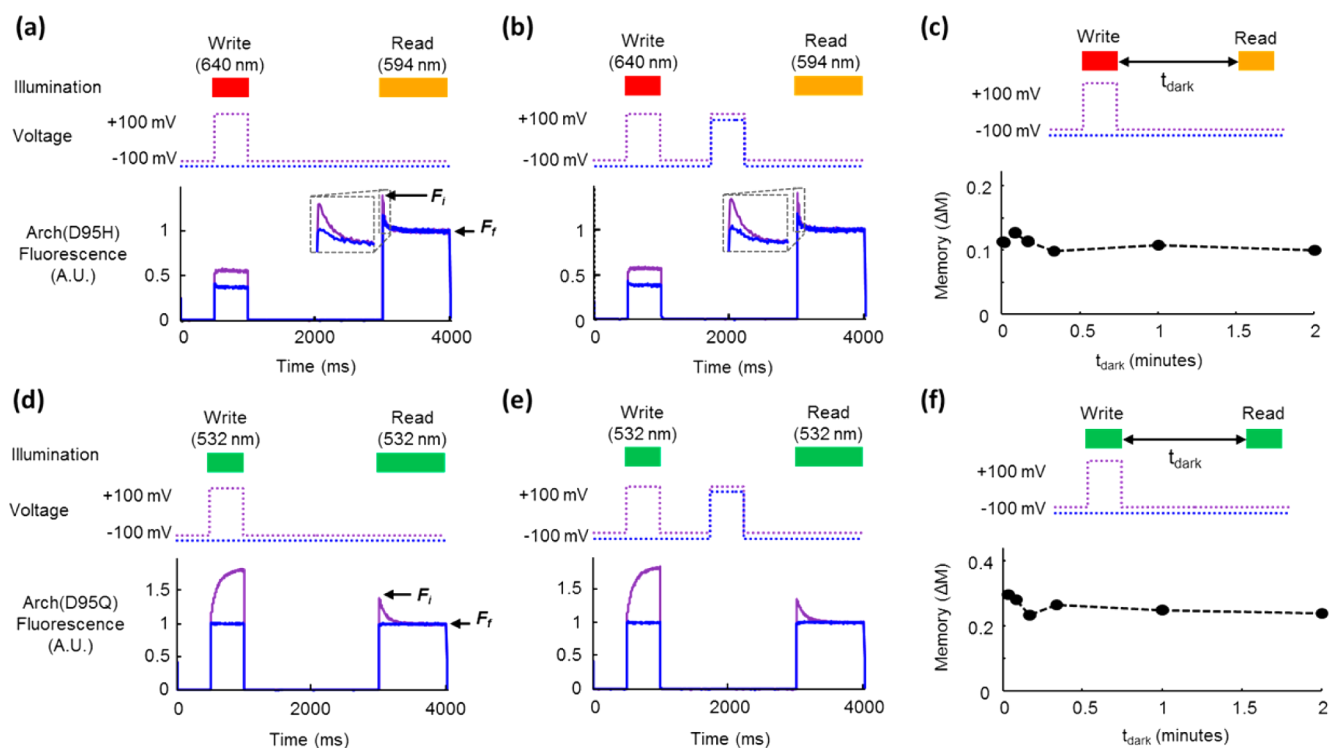 (a)
Write
(640 nm)
Read
(594 nm)
Illumination
Voltage
+100 mV
-100 mV
Arch(D95H)
Fluorescence
(A.U.)
1
0.5
0
F_i
F_f
0
2000
4000
Time (ms)
(b)
Write
(640 nm)
Read
(594 nm)
+100 mV
-100 mV
1
0.5
0
0
2000
4000
Time (ms)
(c)
Write
Read
t_dark
+100 mV
-100 mV
Memory (ΔM)
0.2
0.1
0
0
0.5
1
1.5
2
t_dark (minutes)
(d)
Write
(532 nm)
Read
(532 nm)
Illumination
Voltage
+100 mV
-100 mV
Arch(D95Q)
Fluorescence
(A.U.)
1.5
1
0.5
0
F_i
F_f
0
2000
4000
Time (ms)
(e)
Write
(532 nm)
Read
(532 nm)
+100 mV
-100 mV
1.5
1
0.5
0
0
2000
4000
Time (ms)
(f)
Write
Read
t_dark
+100 mV
-100 mV
Memory (ΔM)
0.4
0.2
0
0
0.5
1
1.5
2
t_dark (minutes)